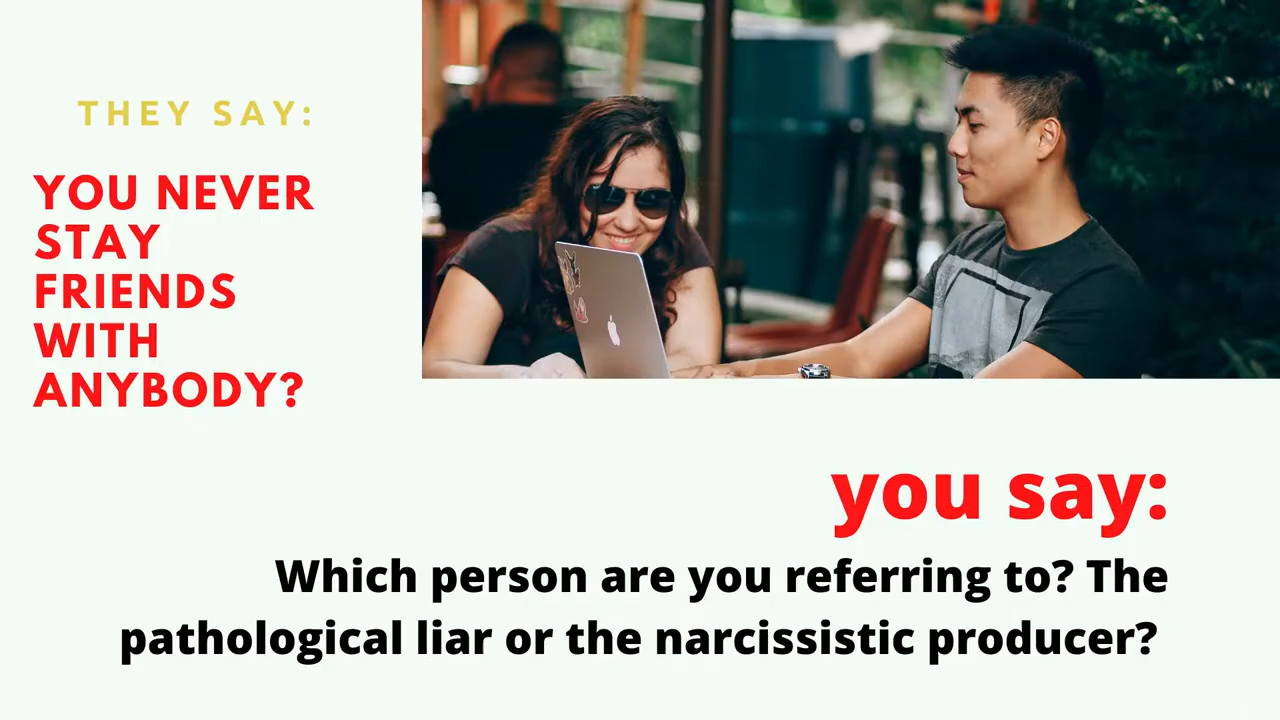 THEY SAY:
YOU NEVER
STAY
FRIENDS
WITH
ANYBODY?
you say:
Which person are you referring to? The
pathological liar or the narcissistic producer?